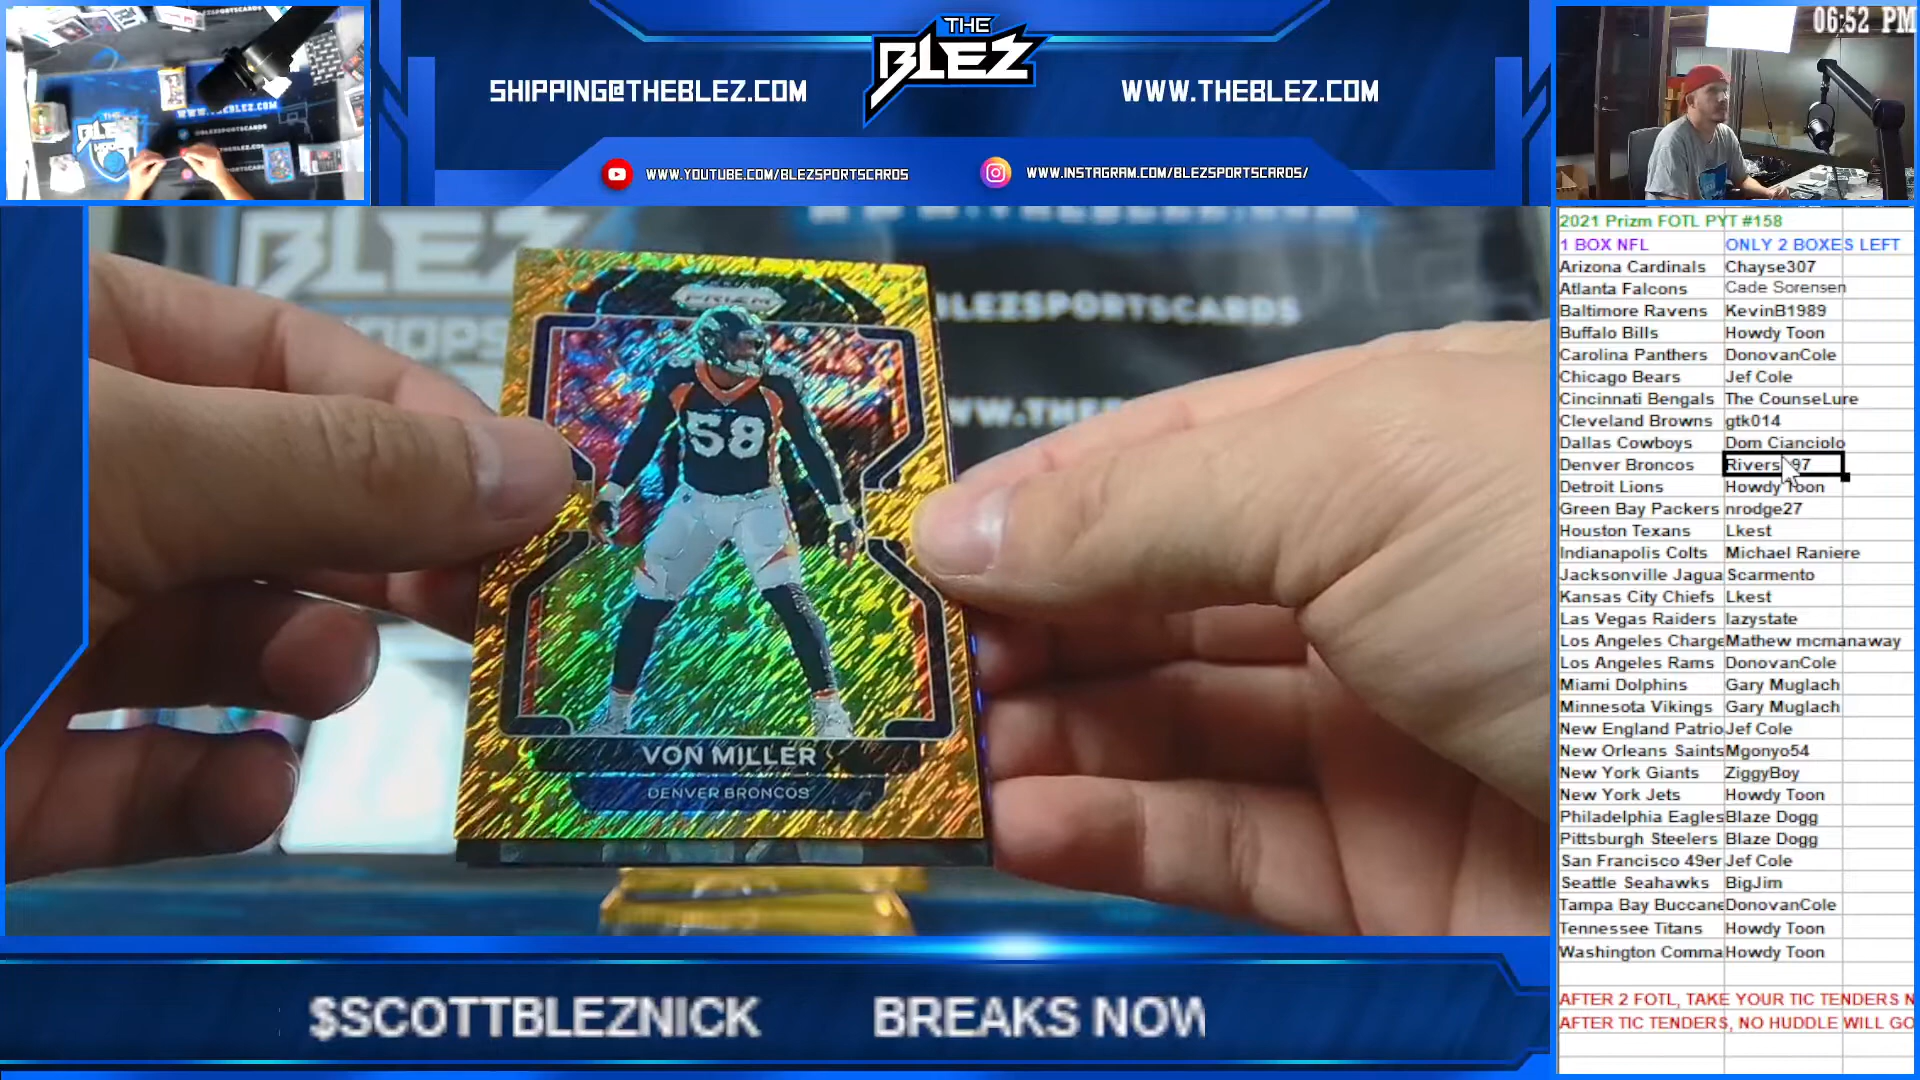 THE
BLEZ
SHIPPING@THEBLEZ.COM
WWW.THEBLEZ.COM
WWW.YOUTUBE.COM/BLEZSPORTSCARDS
WWW.INSTAGRAM.COM/BLEZSPORTSCARDS/
06:52 PM
BLEZ
BLEZSPORTSCARDS
PRIZM
58
VON MILLER
DENVER BRONCOS
2021 Prizm FOTL PYT #158
1 BOX NFL ONLY 2 BOXES LEFT
Arizona Cardinals Chayse307
Atlanta Falcons Cade Sorensen
Baltimore Ravens KevinB1989
Buffalo Bills Howdy Toon
Carolina Panthers DonovanCole
Chicago Bears Jef Cole
Cincinnati Bengals The CounseLure
Cleveland Browns gtk014
Dallas Cowboys Dom Cianciolo
Denver Broncos
Detroit Lions Howdy Toon
Green Bay Packers nrodge27
Houston Texans Lkest
Indianapolis Colts Michael Raniere
Jacksonville Jagua Scarmento
Kansas City Chiefs Lkest
Las Vegas Raiders lazystate
Los Angeles Charge Mathew mcmanaway
Los Angeles Rams DonovanCole
Miami Dolphins Gary Muglach
Minnesota Vikings Gary Muglach
New England Patrio Jef Cole
New Orleans Saints Mgonyo54
New York Giants ZiggyBoy
New York Jets Howdy Toon
Philadelphia Eagles Blaze Dogg
Pittsburgh Steelers Blaze Dogg
San Francisco 49er Jef Cole
Seattle Seahawks BigJim
Tampa Bay Buccane DonovanCole
Tennessee Titans Howdy Toon
Washington Comma Howdy Toon
AFTER 2 FOTL, TAKE YOUR TIC TENDERS N
AFTER TIC TENDERS, NO HUDDLE WILL GO
$SCOTTBLEZNICK BREAKS NOW